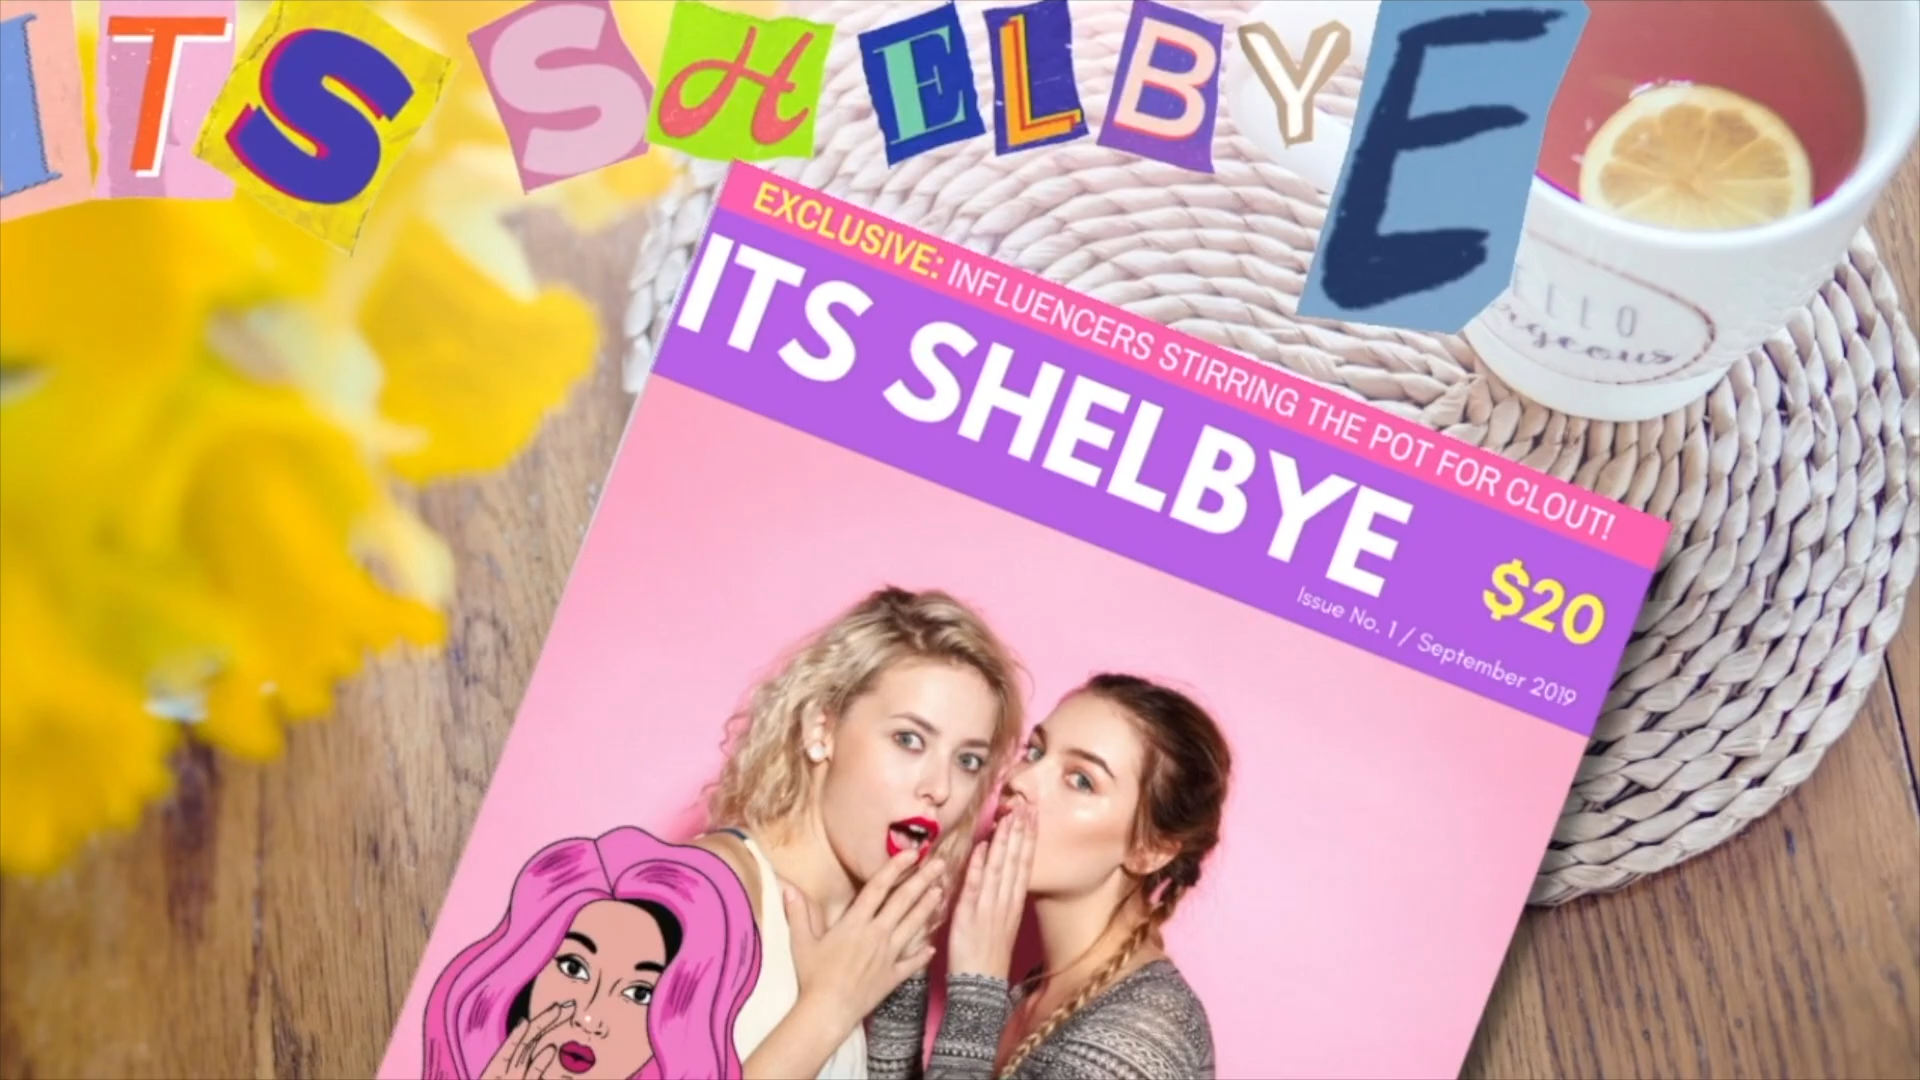 ITS SHELBYE
EXCLUSIVE: INFLUENCERS STIRRING THE POT FOR CLOUT!
ITS SHELBYE
$20
Issue No. 1 / September 2019